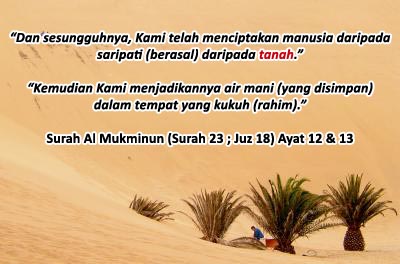 “Dan sesungguhnya, Kami telah menciptakan manusia daripada
saripati (berasal) daripada tanah.”
“Kemudian Kami menjadikannya air mani (yang disimpan)
dalam tempat yang kukuh (rahim).”
Surah Al Mukminun (Surah 23 ; Juz 18) Ayat 12 & 13